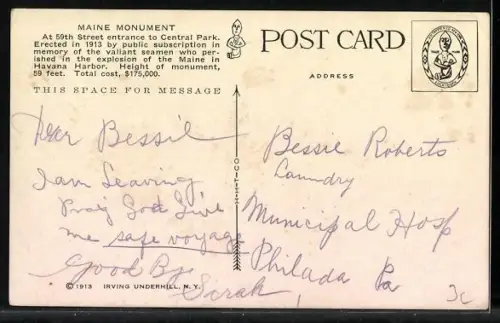 MAINE MONUMENT
At 59th Street entrance to Central Park.
Erected in 1913 by public subscription in
memory of the valiant seamen who per-
ished in the explosion of the Maine in
Havana Harbor. Height of monument,
59 feet. Total cost, $175,000.
THIS SPACE FOR MESSAGE
Dear Bessie
I am Leaving
Pray God Give
me safe voyage
Good By
Sarah
© 1913 IRVING UNDERHILL, N. Y.
H-H-T-CO
POST CARD
ADDRESS
Bessie Roberts
Laundry
Municipal Hosp
Philada Pa
3c